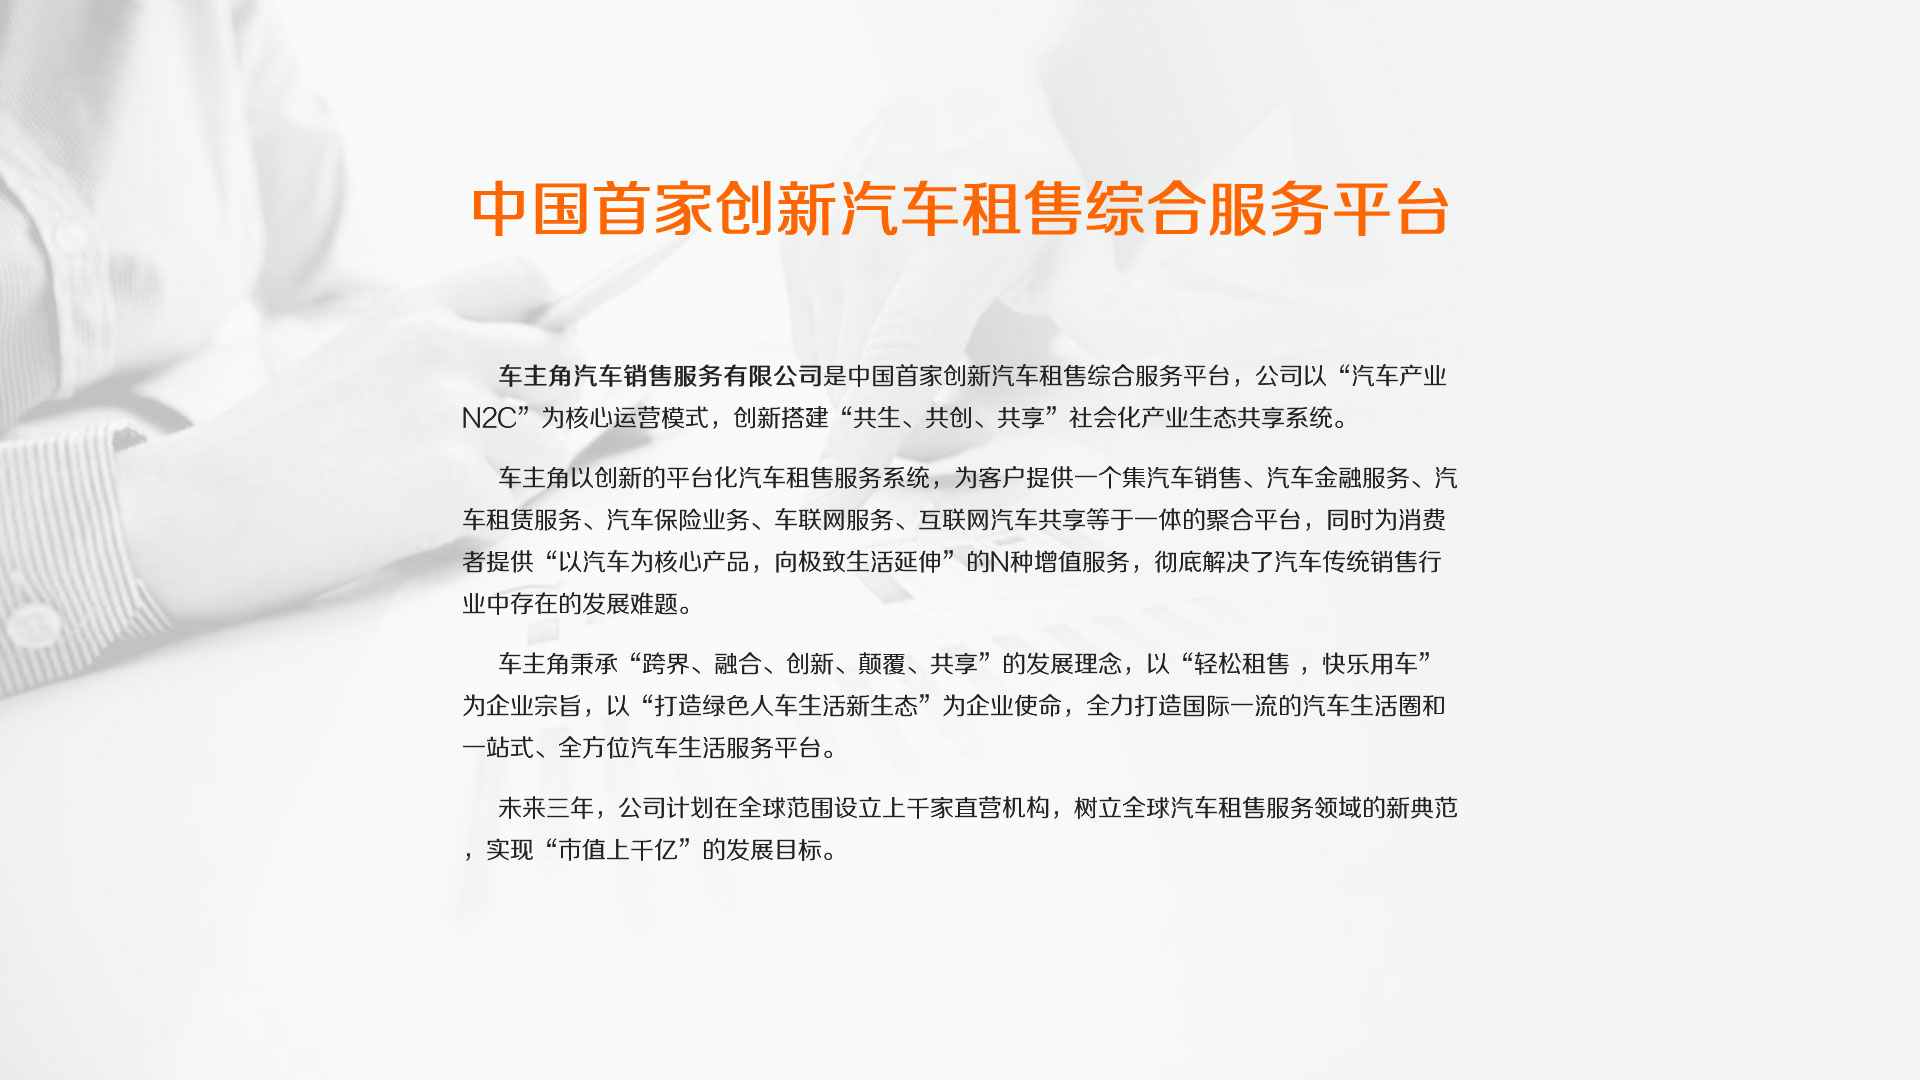 中国首家创新汽车租售综合服务平台
车主角汽车销售服务有限公司是中国首家创新汽车租售综合服务平台，公司以“汽车产业
N2C”为核心运营模式，创新搭建“共生、共创、共享”社会化产业生态共享系统。
车主角以创新的平台化汽车租售服务系统，为客户提供一个集汽车销售、汽车金融服务、汽
车租赁服务、汽车保险业务、车联网服务、互联网汽车共享等于一体的聚合平台，同时为消费
者提供“以汽车为核心产品，向极致生活延伸”的N种增值服务，彻底解决了汽车传统销售行
业中存在的发展难题。
车主角秉承“跨界、融合、创新、颠覆、共享”的发展理念，以“轻松租售 ，快乐用车”
为企业宗旨，以“打造绿色人车生活新生态”为企业使命，全力打造国际一流的汽车生活圈和
一站式、全方位汽车生活服务平台。
未来三年，公司计划在全球范围设立上千家直营机构，树立全球汽车租售服务领域的新典范
，实现“市值上千亿”的发展目标。